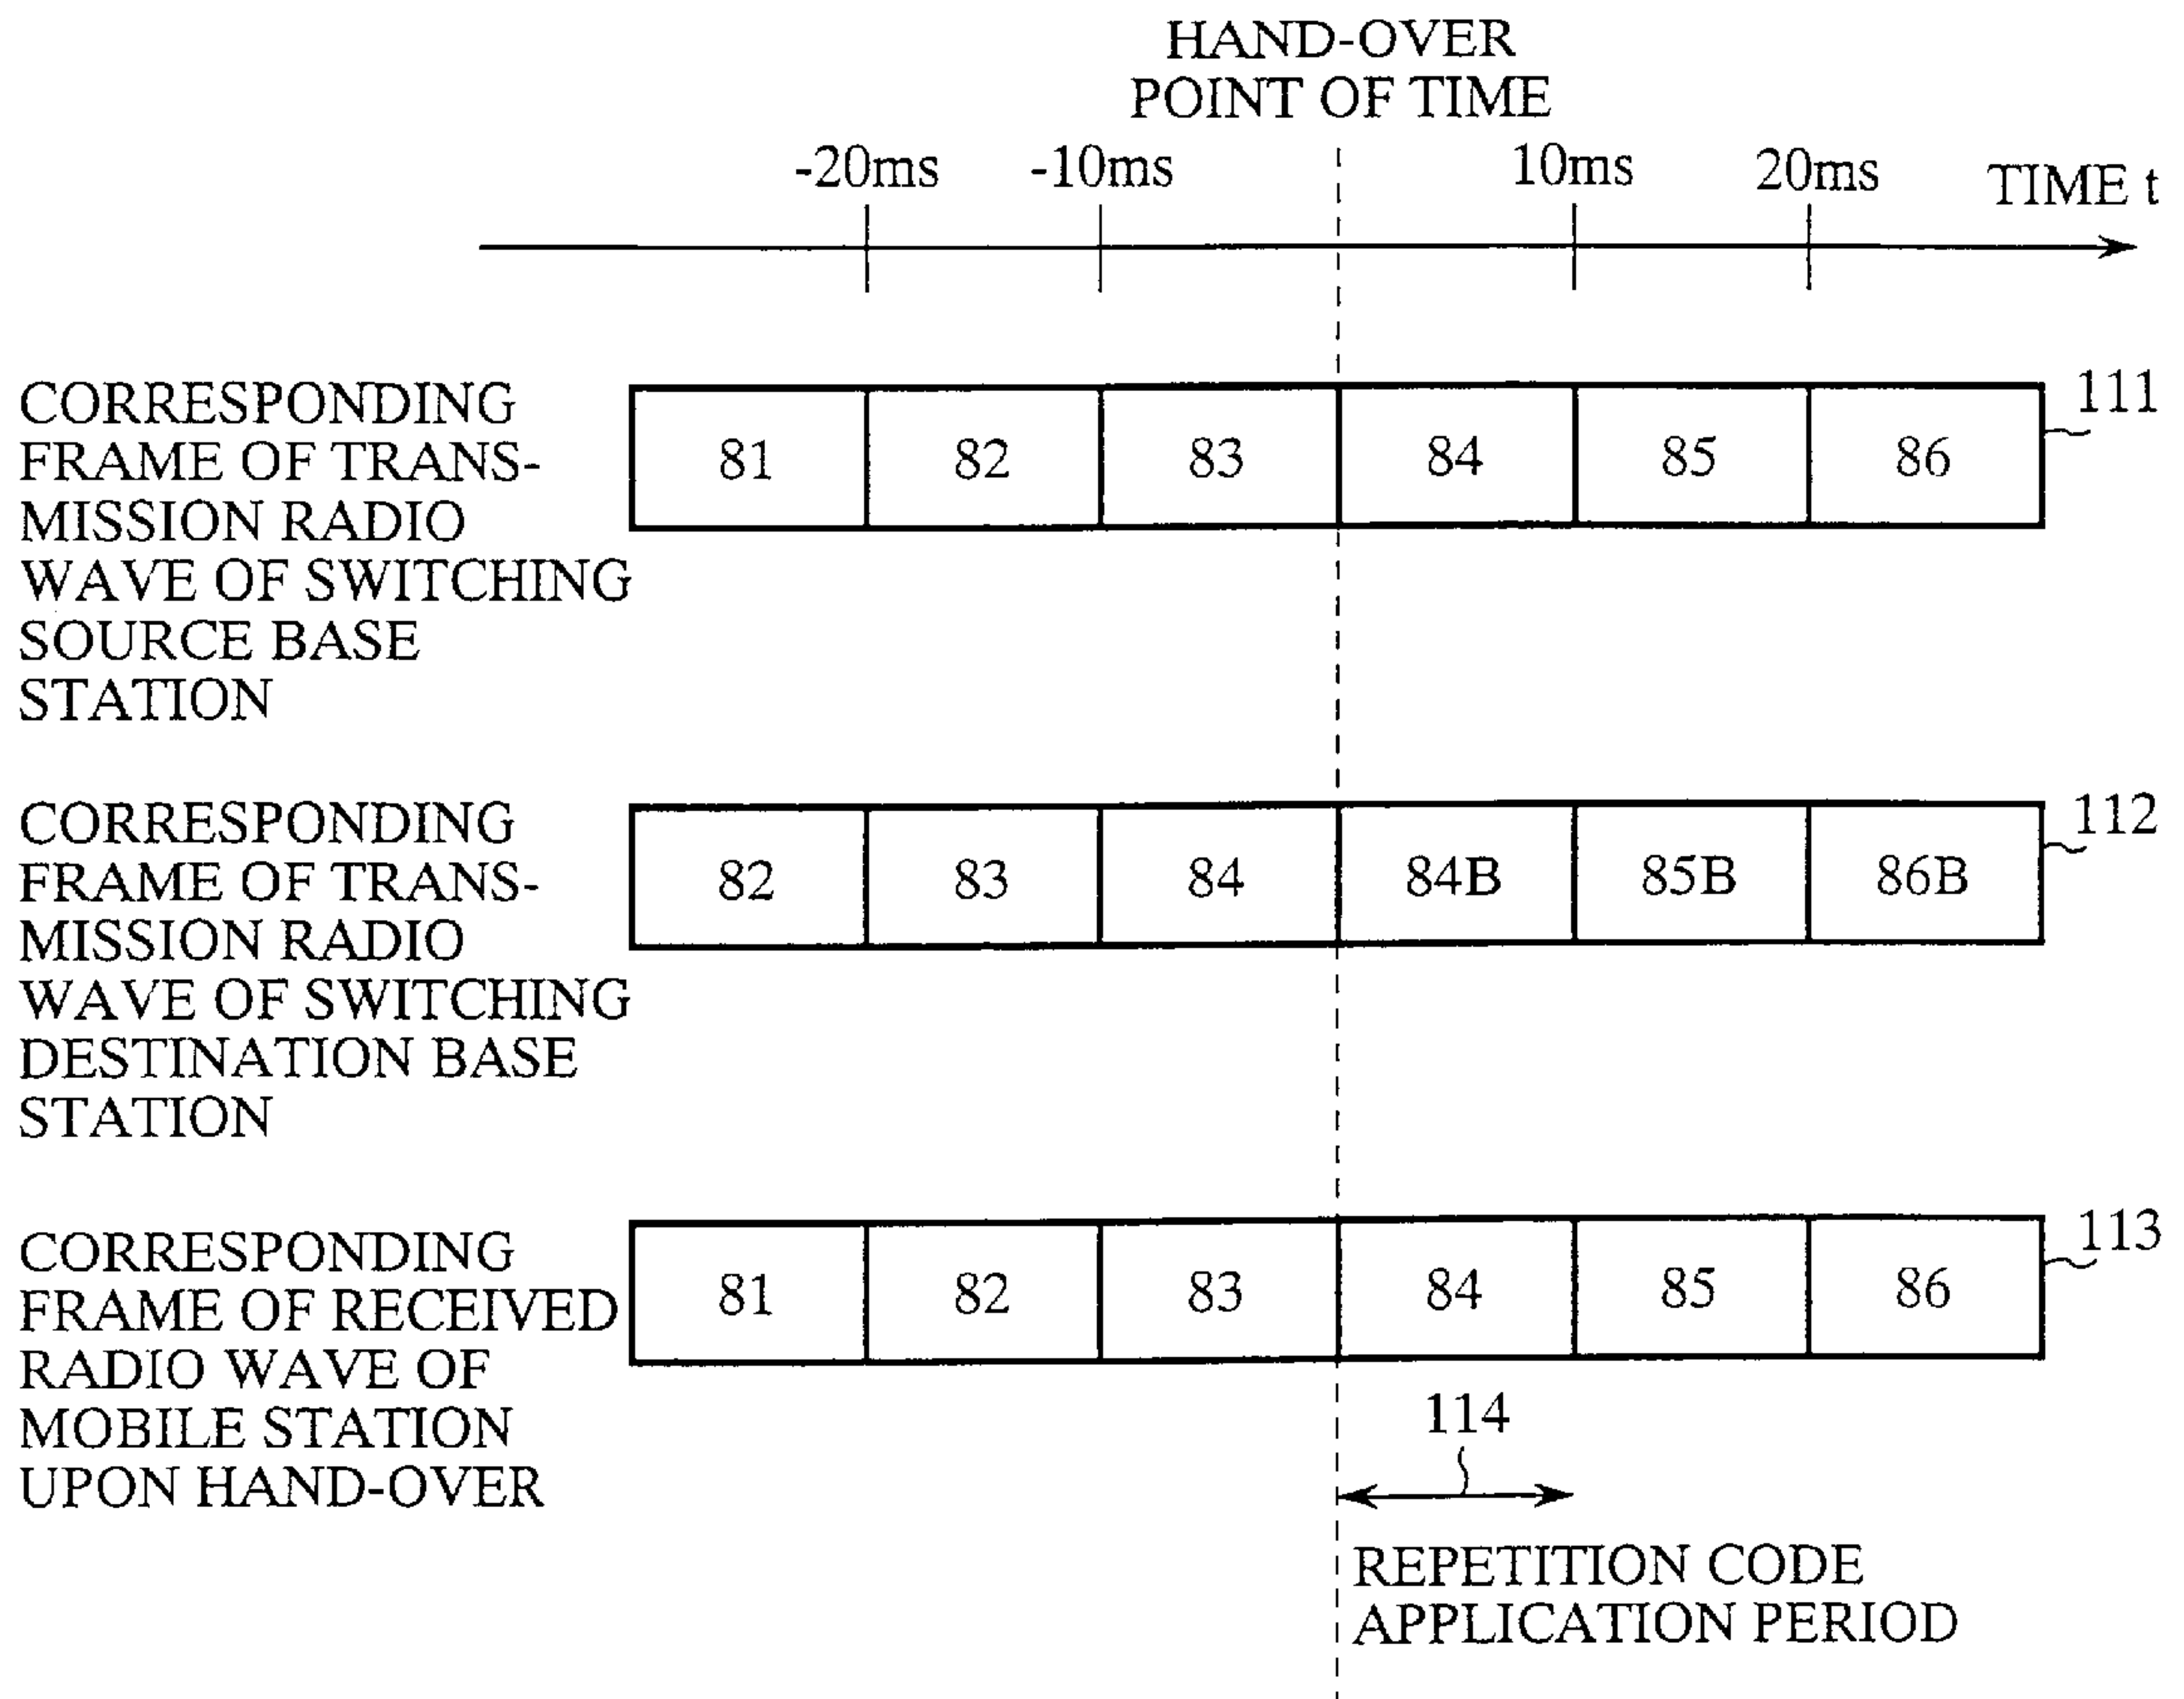 HAND-OVER
POINT OF TIME
-20ms -10ms 10ms 20ms TIME t
CORRESPONDING
FRAME OF TRANS-
MISSION RADIO
WAVE OF SWITCHING
SOURCE BASE
STATION
81 82 83 84 85 86
111
CORRESPONDING
FRAME OF TRANS-
MISSION RADIO
WAVE OF SWITCHING
DESTINATION BASE
STATION
82 83 84 84B 85B 86B
112
CORRESPONDING
FRAME OF RECEIVED
RADIO WAVE OF
MOBILE STATION
UPON HAND-OVER
81 82 83 84 85 86
113
114
REPETITION CODE
APPLICATION PERIOD